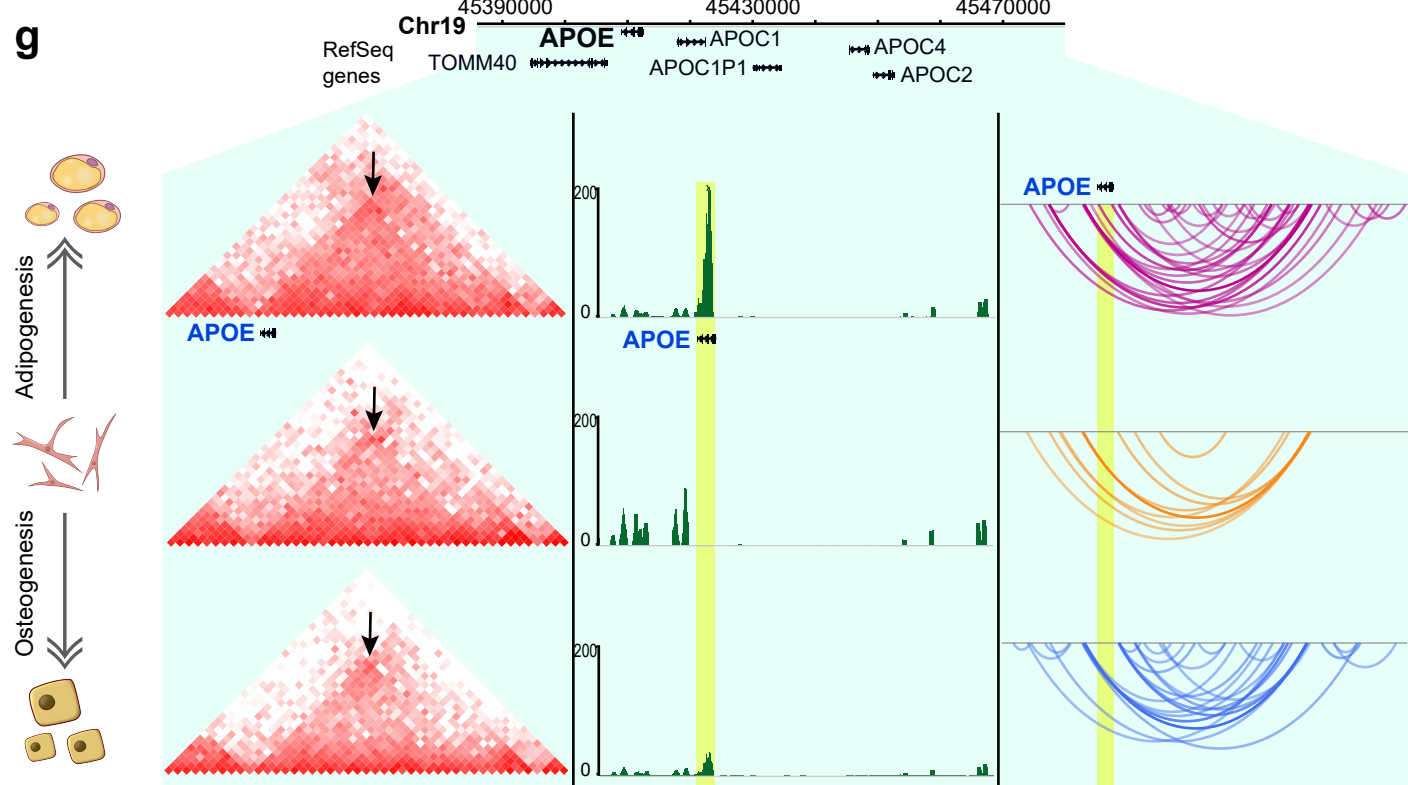 g
45390000 45430000 45470000
Chr19
RefSeq
genes
APOE
APOC1
APOC4
TOMM40
APOC1P1
APOC2
Adipogenesis
Osteogenesis
200
0
APOE
APOE
APOE
200
0
200
0